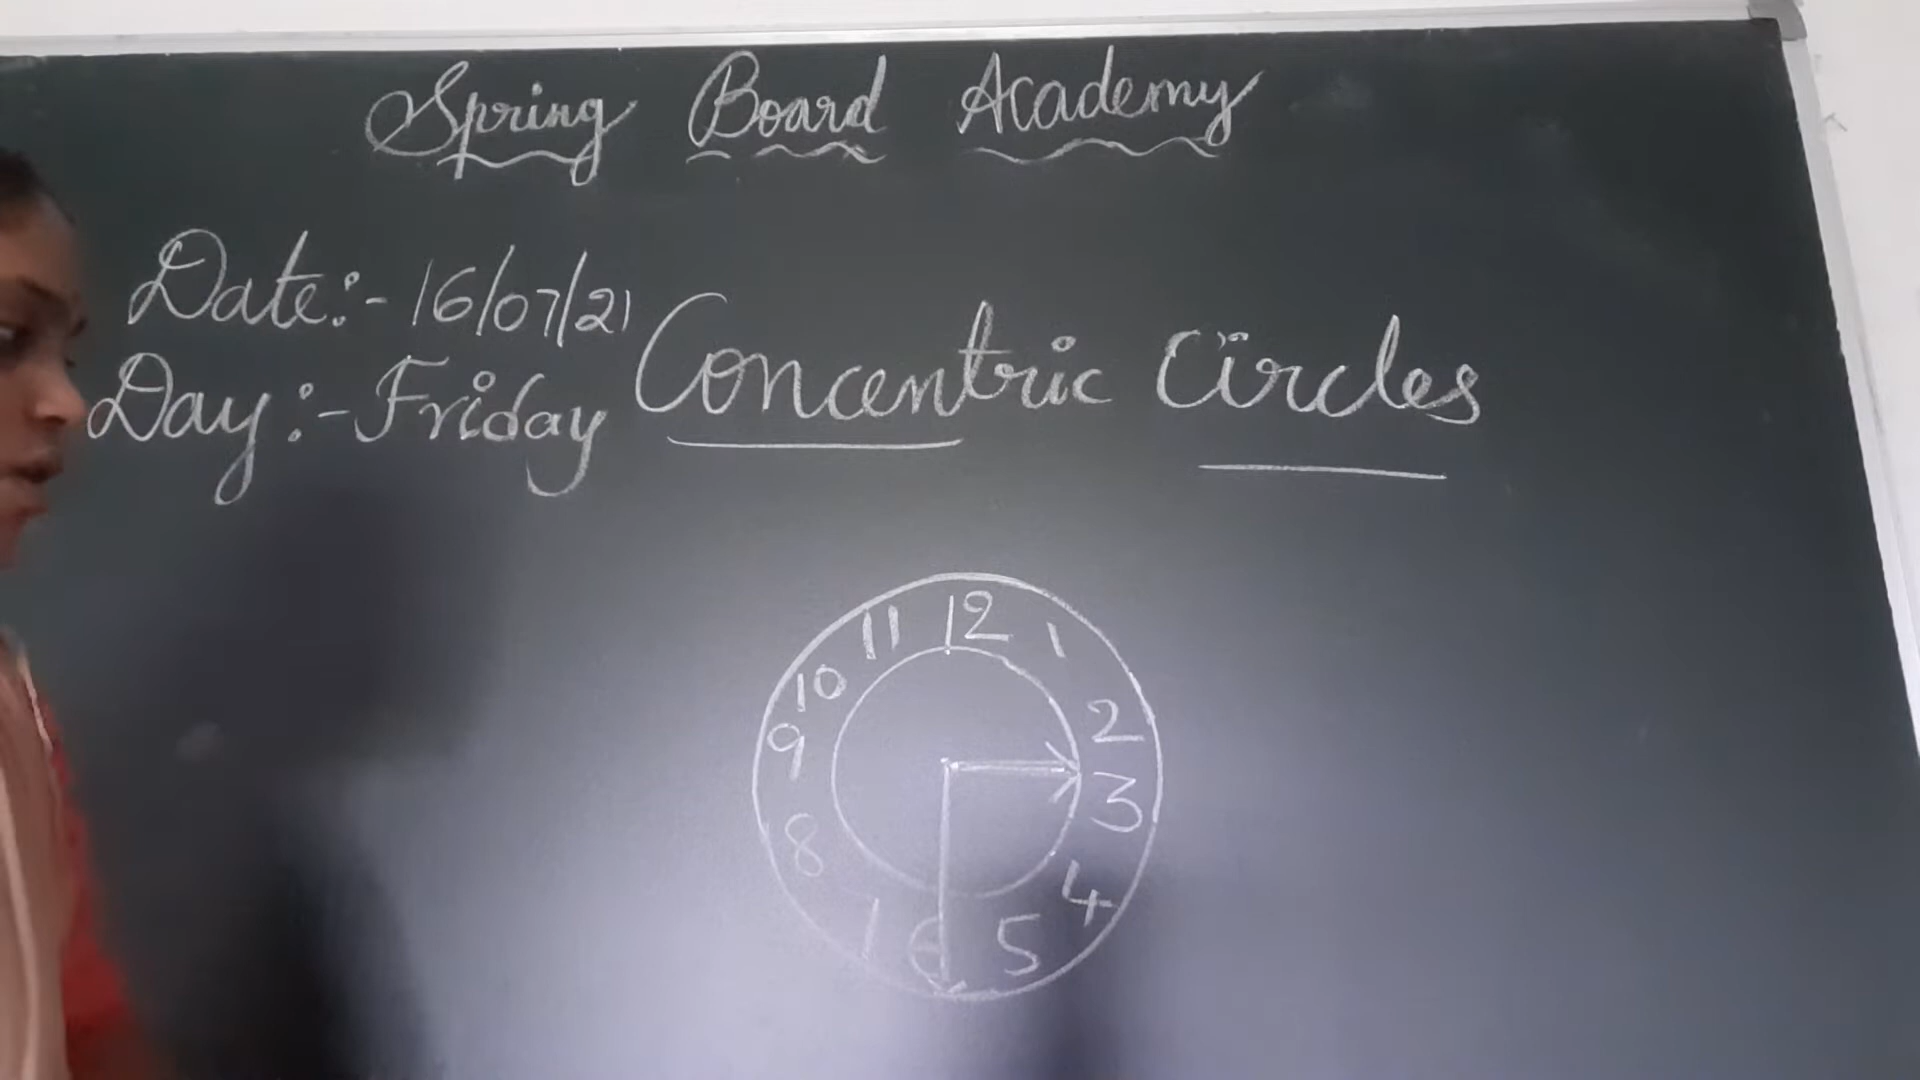 Spring Board Academy
Date:- 16/07/21
Day:- Friday
Concentric Circles
12
1
2
3
4
5
6
8
9
10
11